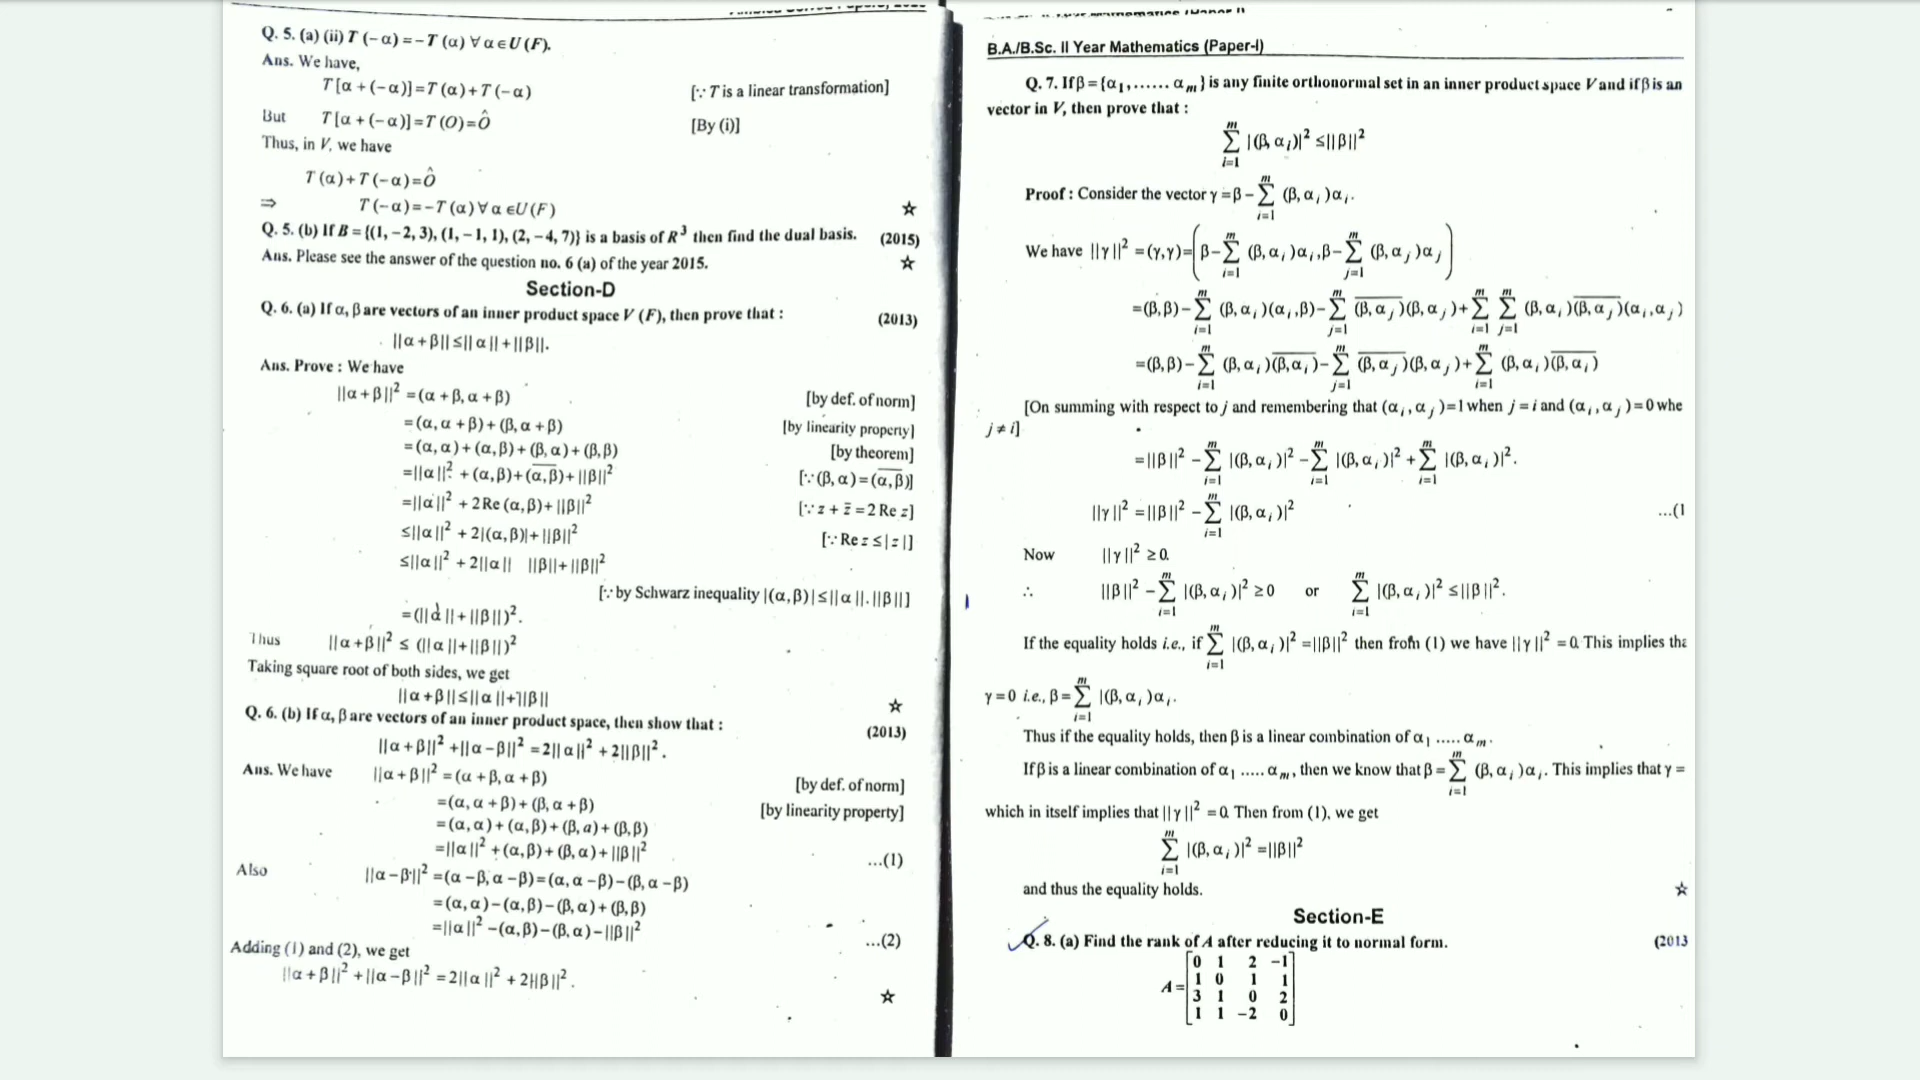 Q. 5. (a) (ii) T (−α) = −T (α) ∀ α ∈ U (F).
Ans. We have,
T [α + (−α)] = T (α) + T (−α) [∵ T is a linear transformation]
But T [α + (−α)] = T (O) = Ô [By (i)]
Thus, in V, we have
T (α) + T (−α) = Ô
⇒ T (−α) = −T (α) ∀ α ∈ U (F) ☆
Q. 5. (b) If B = {(1, −2, 3), (1, −1, 1), (2, −4, 7)} is a basis of R³ then find the dual basis. (2015)
Ans. Please see the answer of the question no. 6 (a) of the year 2015. ☆
Section-D
Q. 6. (a) If α, β are vectors of an inner product space V (F), then prove that : (2013)
||α + β|| ≤ ||α|| + ||β||.
Ans. Prove : We have
||α + β||² = (α + β, α + β) [by def. of norm]
= (α, α + β) + (β, α + β) [by linearity property]
= (α, α) + (α, β) + (β, α) + (β, β) [by theorem]
= ||α||² + (α, β) + (α̅, β̅) + ||β||² [∵ (β, α) = (α̅, β̅)]
= ||α||² + 2 Re (α, β) + ||β||² [∵ z + z̄ = 2 Re z]
≤ ||α||² + 2|(α, β)| + ||β||² [∵ Re z ≤ |z|]
≤ ||α||² + 2||α|| ||β|| + ||β||²
[∵ by Schwarz inequality |(α, β)| ≤ ||α||.||β||]
= (||α|| + ||β||)².
Thus ||α + β||² ≤ (||α|| + ||β||)²
Taking square root of both sides, we get
||α + β|| ≤ ||α|| + ||β|| ☆
Q. 6. (b) If α, β are vectors of an inner product space, then show that : (2013)
||α + β||² + ||α − β||² = 2||α||² + 2||β||².
Ans. We have ||α + β||² = (α + β, α + β) [by def. of norm]
= (α, α + β) + (β, α + β) [by linearity property]
= (α, α) + (α, β) + (β, a) + (β, β)
= ||α||² + (α, β) + (β, α) + ||β||² ...(1)
Also ||α − β||² = (α − β, α − β) = (α, α − β) − (β, α − β)
= (α, α) − (α, β) − (β, α) + (β, β)
= ||α||² − (α, β) − (β, α) − ||β||² ...(2)
Adding (1) and (2), we get
||α + β||² + ||α − β||² = 2||α||² + 2||β||².
☆
B.A./B.Sc. II Year Mathematics (Paper-I)
Q. 7. If β = {α₁, ...... αₘ} is any finite orthonormal set in an inner product space V and if β is an
vector in V, then prove that :
∑ᵢ₌₁ᵐ |(β, αᵢ)|² ≤ ||β||²
Proof : Consider the vector γ = β − ∑ᵢ₌₁ᵐ (β, αᵢ)αᵢ.
We have ||γ||² = (γ, γ) = (β − ∑ᵢ₌₁ᵐ (β, αᵢ)αᵢ, β − ∑ⱼ₌₁ᵐ (β, αⱼ)αⱼ)
= (β, β) − ∑ᵢ₌₁ᵐ (β, αᵢ)(αᵢ, β) − ∑ⱼ₌₁ᵐ (β̅, α̅ⱼ)(β, αⱼ) + ∑ᵢ₌₁ᵐ ∑ⱼ₌₁ᵐ (β, αᵢ)(β̅, α̅ⱼ)(αᵢ, αⱼ)
= (β, β) − ∑ᵢ₌₁ᵐ (β, αᵢ)(β̅, α̅ᵢ) − ∑ⱼ₌₁ᵐ (β̅, α̅ⱼ)(β, αⱼ) + ∑ᵢ₌₁ᵐ (β, αᵢ)(β̅, α̅ᵢ)
[On summing with respect to j and remembering that (αᵢ, αⱼ) = 1 when j = i and (αᵢ, αⱼ) = 0 whe
j ≠ i]
= ||β||² − ∑ᵢ₌₁ᵐ |(β, αᵢ)|² − ∑ᵢ₌₁ᵐ |(β, αᵢ)|² + ∑ᵢ₌₁ᵐ |(β, αᵢ)|².
||γ||² = ||β||² − ∑ᵢ₌₁ᵐ |(β, αᵢ)|² ...(1
Now ||γ||² ≥ 0.
∴ ||β||² − ∑ᵢ₌₁ᵐ |(β, αᵢ)|² ≥ 0 or ∑ᵢ₌₁ᵐ |(β, αᵢ)|² ≤ ||β||².
If the equality holds i.e., if ∑ᵢ₌₁ᵐ |(β, αᵢ)|² = ||β||² then from (1) we have ||γ||² = 0. This implies tha
γ = 0 i.e., β = ∑ᵢ₌₁ᵐ |(β, αᵢ)αᵢ.
Thus if the equality holds, then β is a linear combination of α₁ ..... αₘ.
If β is a linear combination of α₁ ..... αₘ, then we know that β = ∑ᵢ₌₁ᵐ (β, αᵢ)αᵢ. This implies that γ =
which in itself implies that ||γ||² = 0. Then from (1), we get
∑ᵢ₌₁ᵐ |(β, αᵢ)|² = ||β||²
and thus the equality holds. ☆
Section-E
Q. 8. (a) Find the rank of A after reducing it to normal form. (2013
A = [0 1 2 −1
1 0 1 1
3 1 0 2
1 1 −2 0]